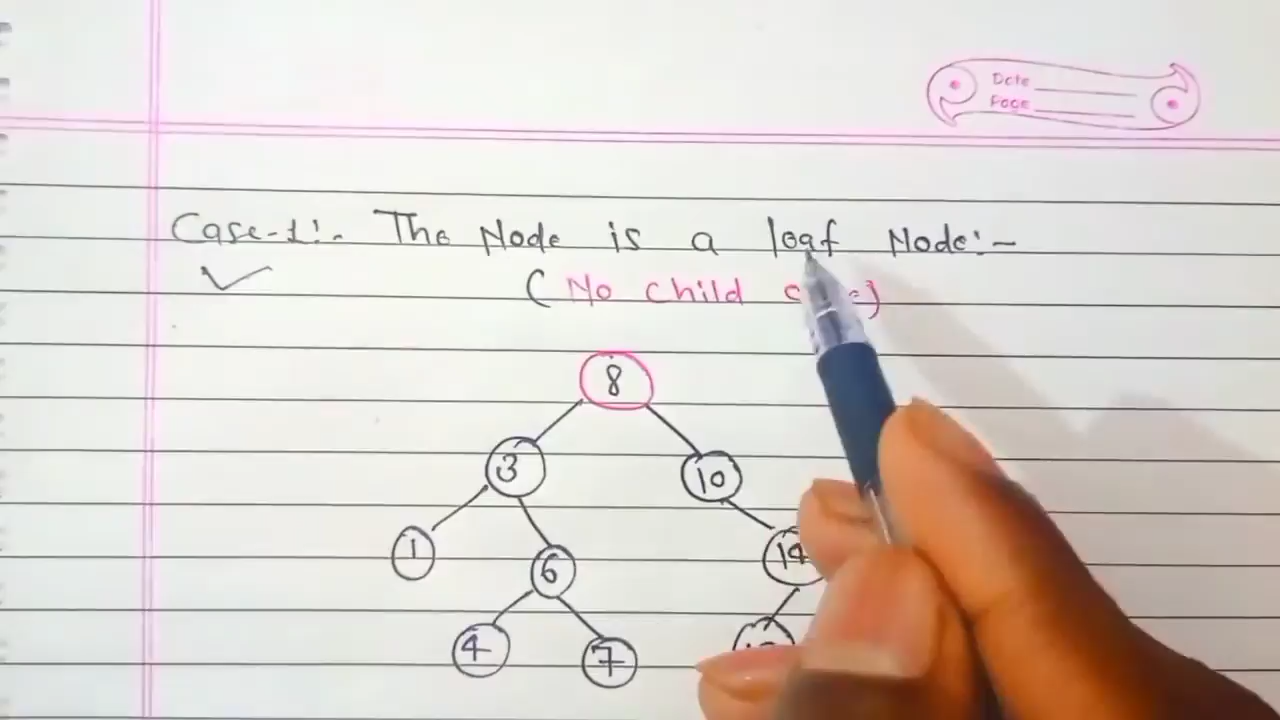 Date
Page
Case-1:- The Node is a leaf Node:-
(No child
8
3
10
1
6
14
4
7